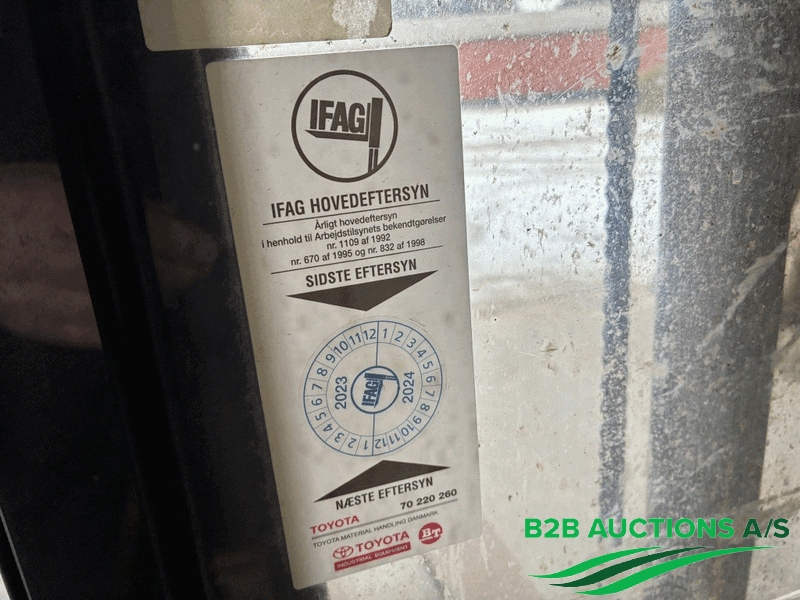 IFAG
IFAG HOVEDEFTERSYN
Årligt hovedeftersyn
i henhold til Arbejdstilsynets bekendtgørelser
nr. 1109 af 1992
nr. 670 af 1995 og nr. 832 af 1998
SIDSTE EFTERSYN
1 2 3 4 5 6 7 8 9 10 11 12
2023
IFAG
2024
1 2 3 4 5 6 7 8 9 10 11 12
NÆSTE EFTERSYN
TOYOTA 70 220 260
TOYOTA MATERIAL HANDLING DANMARK
TOYOTA BT
INDUSTRIAL EQUIPMENT
B2B AUCTIONS A/S